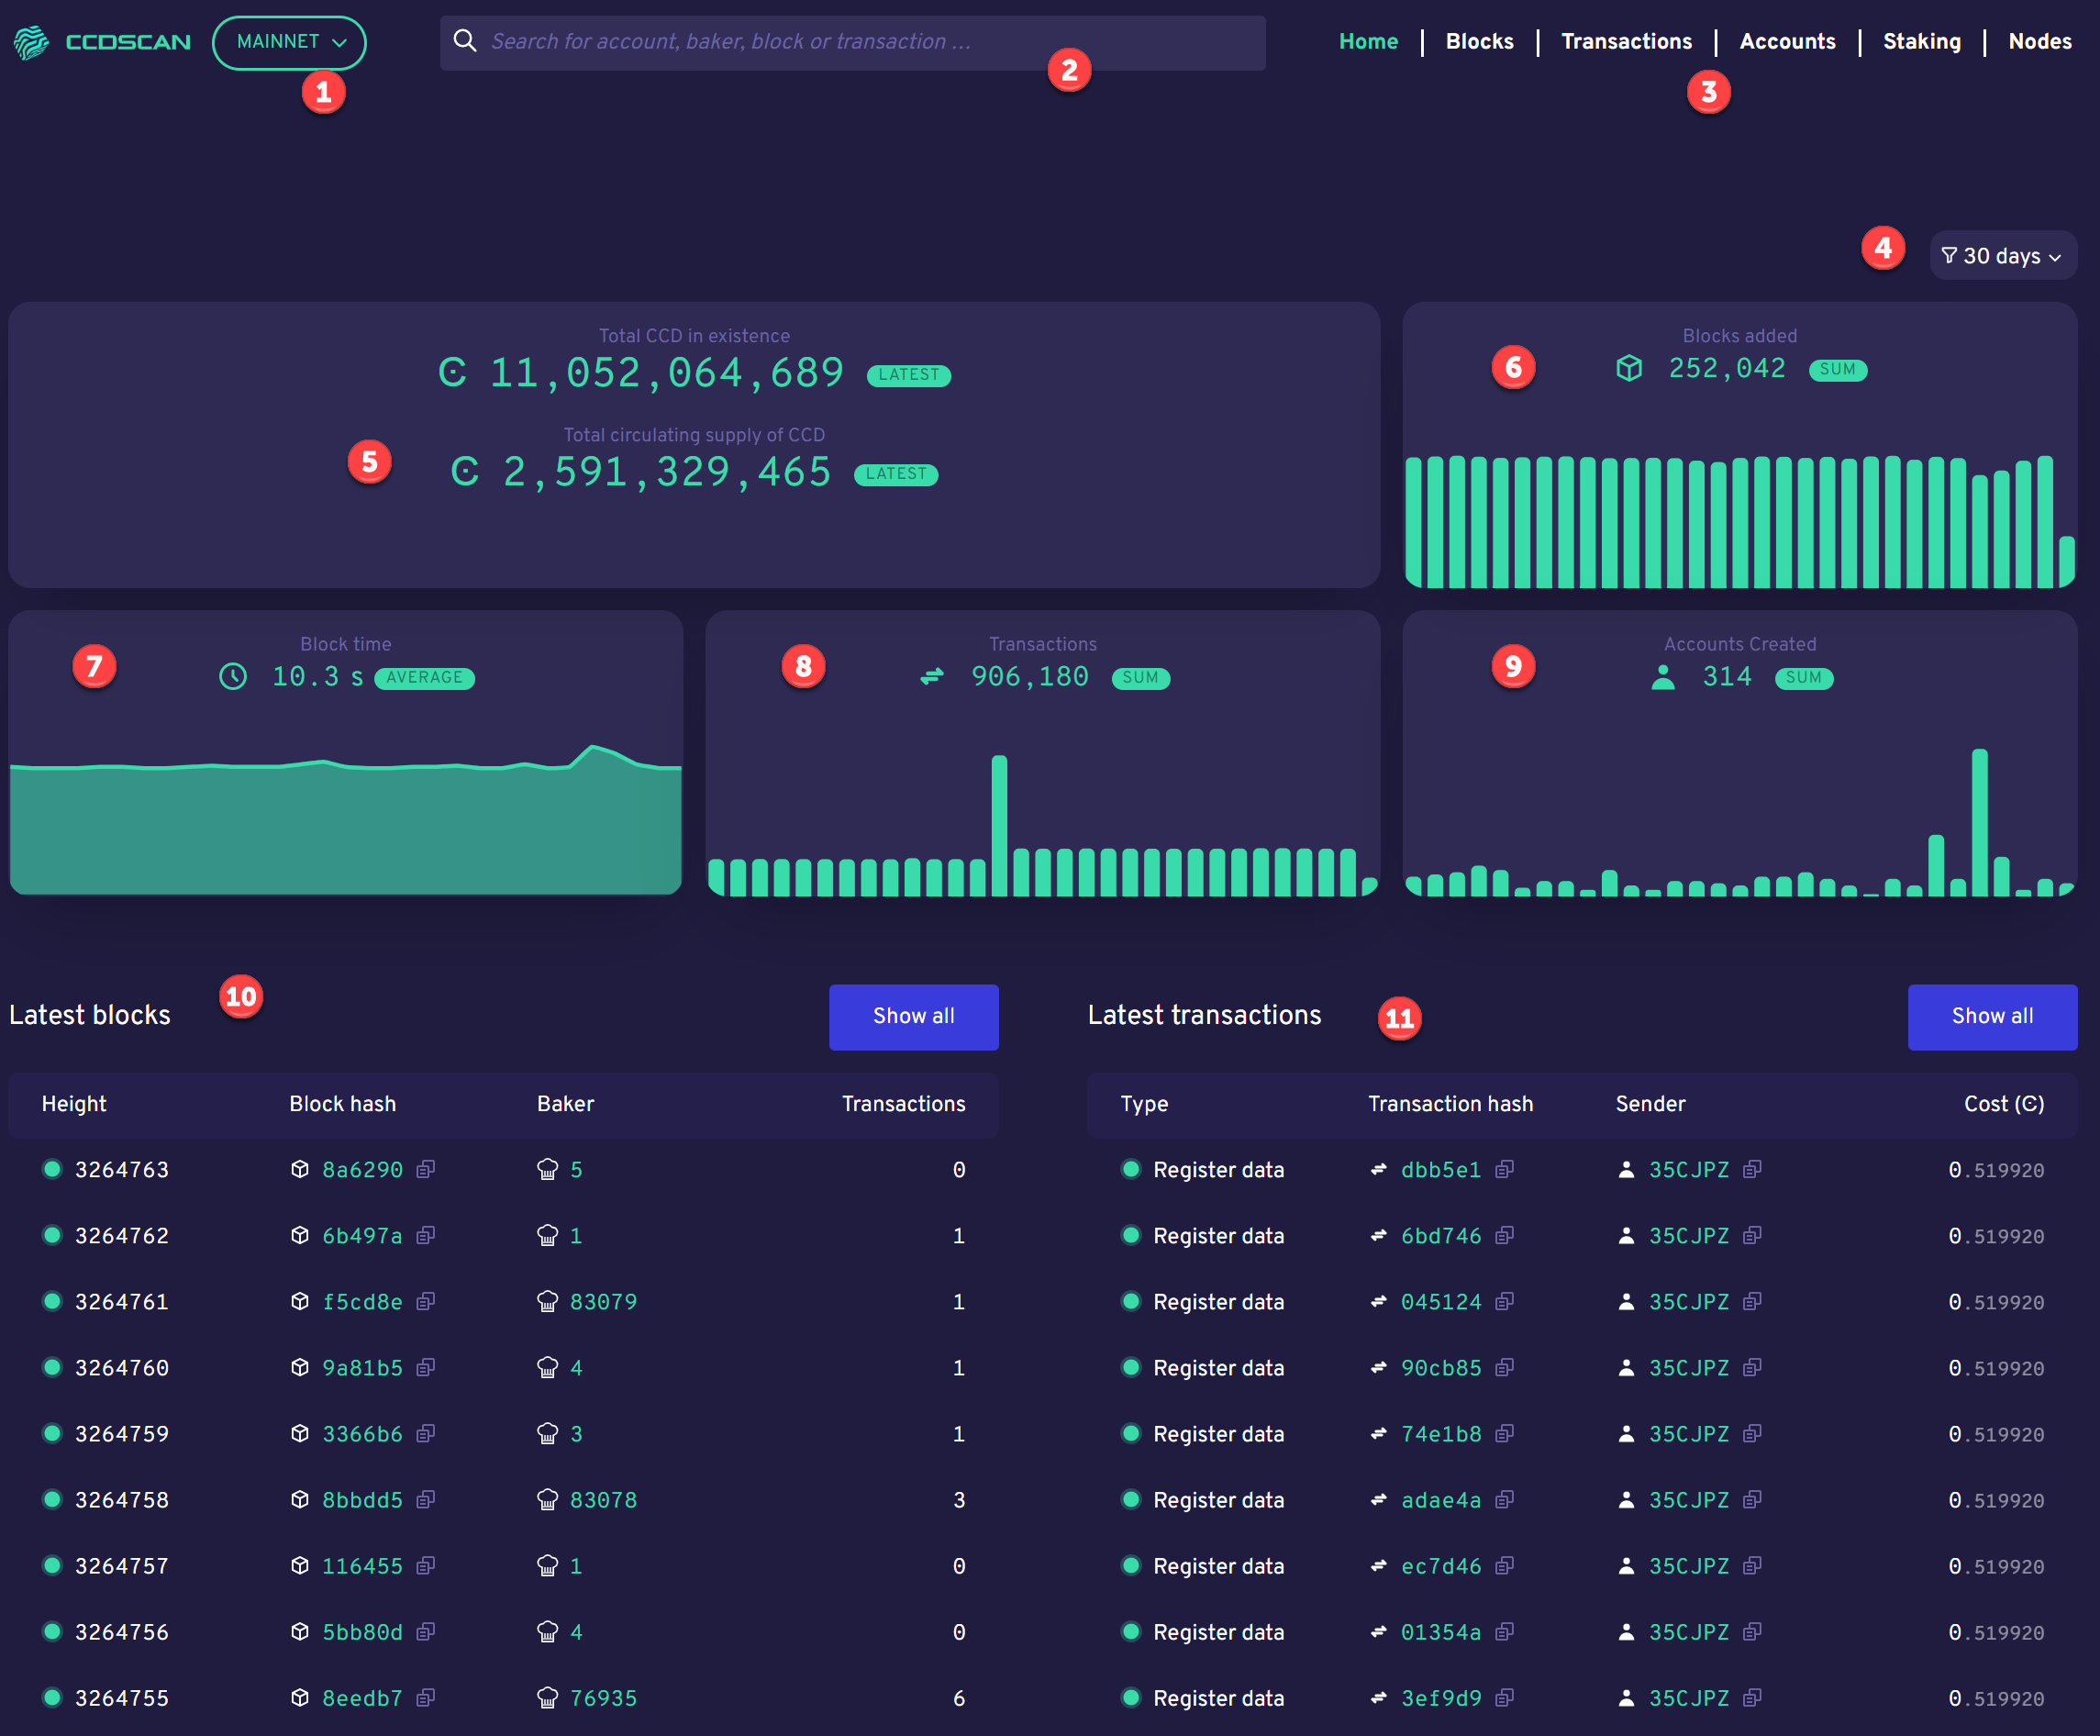 CCDSCAN MAINNET
Search for account, baker, block or transaction ...
Home | Blocks | Transactions | Accounts | Staking | Nodes
1
2
3
4
30 days
Total CCD in existence
11,052,064,689 LATEST
Total circulating supply of CCD
5
2,591,329,465 LATEST
Blocks added
6
252,042 SUM
Block time
7
10.3 s AVERAGE
Transactions
8
906,180 SUM
Accounts Created
9
314 SUM
Latest blocks
10
Show all
Height Block hash Baker Transactions
3264763 8a6290 5 0
3264762 6b497a 1 1
3264761 f5cd8e 83079 1
3264760 9a81b5 4 1
3264759 3366b6 3 1
3264758 8bbdd5 83078 3
3264757 116455 1 0
3264756 5bb80d 4 0
3264755 8eedb7 76935 6
Latest transactions
11
Show all
Type Transaction hash Sender Cost (Ͼ)
Register data dbb5e1 35CJPZ 0.519920
Register data 6bd746 35CJPZ 0.519920
Register data 045124 35CJPZ 0.519920
Register data 90cb85 35CJPZ 0.519920
Register data 74e1b8 35CJPZ 0.519920
Register data adae4a 35CJPZ 0.519920
Register data ec7d46 35CJPZ 0.519920
Register data 01354a 35CJPZ 0.519920
Register data 3ef9d9 35CJPZ 0.519920